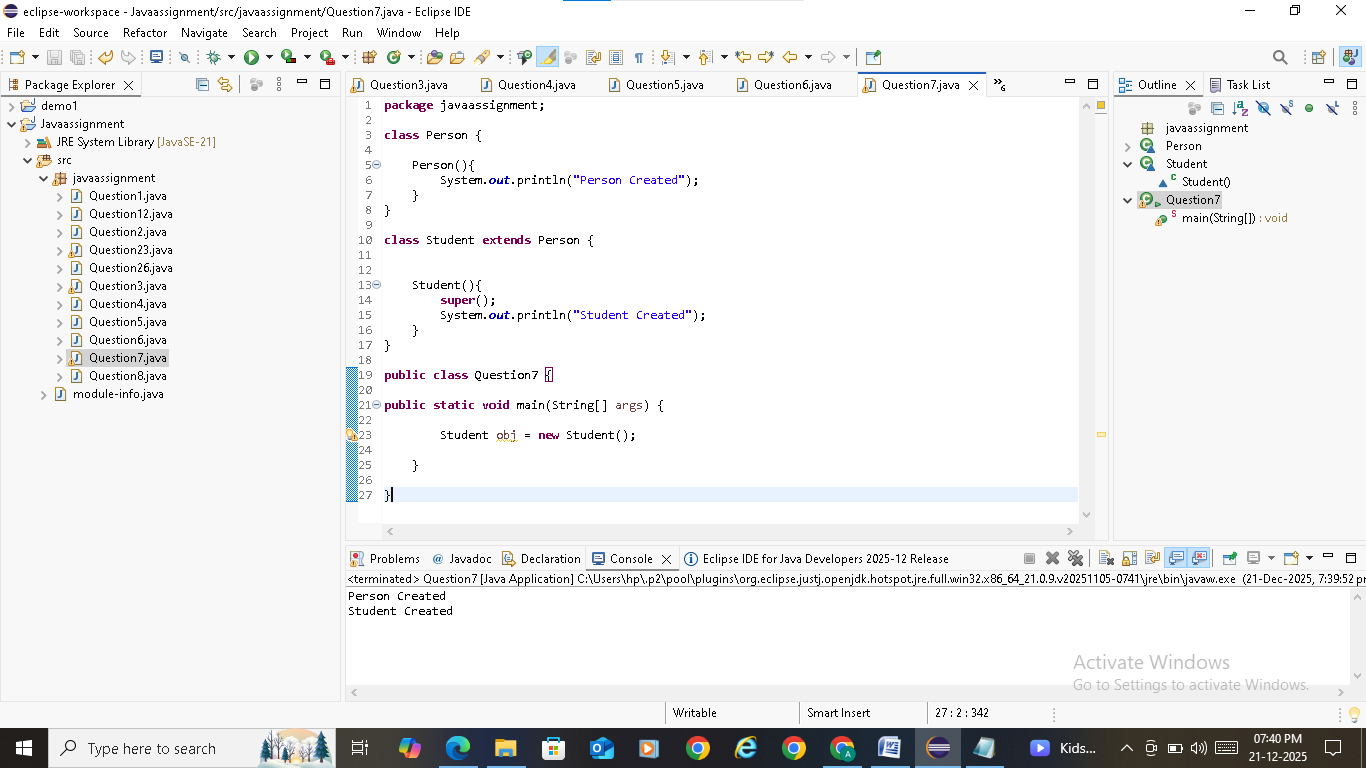 eclipse-workspace - Javaassignment/src/javaassignment/Question7.java - Eclipse IDE
File Edit Source Refactor Navigate Search Project Run Window Help
Package Explorer
demo1
Javaassignment
JRE System Library [JavaSE-21]
src
javaassignment
Question1.java
Question12.java
Question2.java
Question23.java
Question26.java
Question3.java
Question4.java
Question5.java
Question6.java
Question7.java
Question8.java
module-info.java
Question3.java Question4.java Question5.java Question6.java Question7.java »6
1 package javaassignment;
2
3 class Person {
4
5     Person(){
6         System.out.println("Person Created");
7     }
8 }
9
10 class Student extends Person {
11
12
13     Student(){
14         super();
15         System.out.println("Student Created");
16     }
17 }
18
19 public class Question7 {
20
21 public static void main(String[] args) {
22
23         Student obj = new Student();
24
25     }
26
27 }
Outline Task List
javaassignment
Person
Student
Student()
Question7
main(String[]) : void
Problems Javadoc Declaration Console Eclipse IDE for Java Developers 2025-12 Release
<terminated> Question7 [Java Application] C:\Users\hp\.p2\pool\plugins\org.eclipse.justj.openjdk.hotspot.jre.full.win32.x86_64_21.0.9.v20251105-0741\jre\bin\javaw.exe (21-Dec-2025, 7:39:52 pm
Person Created
Student Created
Activate Windows
Go to Settings to activate Windows.
Writable Smart Insert 27 : 2 : 342
Type here to search
Kids...
07:40 PM
21-12-2025